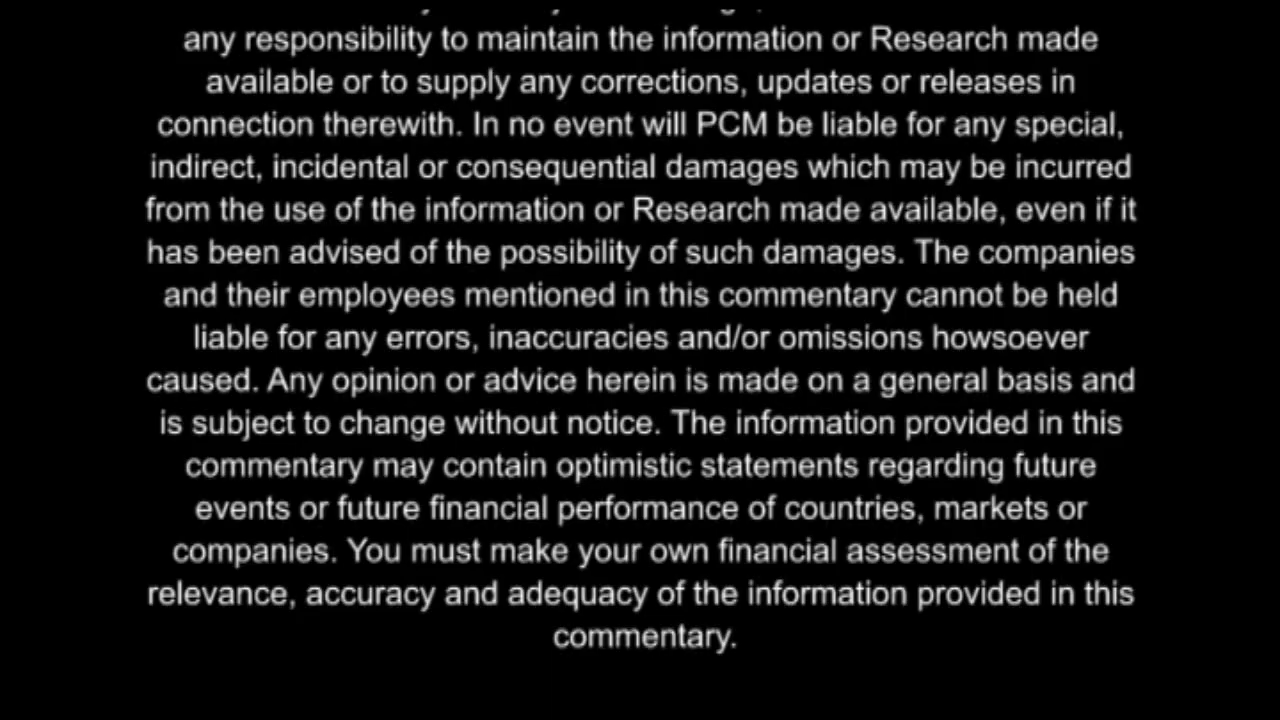 any responsibility to maintain the information or Research made
available or to supply any corrections, updates or releases in
connection therewith. In no event will PCM be liable for any special,
indirect, incidental or consequential damages which may be incurred
from the use of the information or Research made available, even if it
has been advised of the possibility of such damages. The companies
and their employees mentioned in this commentary cannot be held
liable for any errors, inaccuracies and/or omissions howsoever
caused. Any opinion or advice herein is made on a general basis and
is subject to change without notice. The information provided in this
commentary may contain optimistic statements regarding future
events or future financial performance of countries, markets or
companies. You must make your own financial assessment of the
relevance, accuracy and adequacy of the information provided in this
commentary.